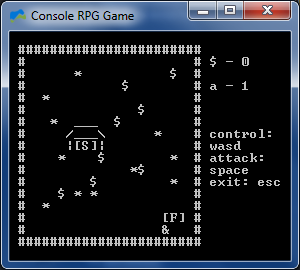 Console RPG Game
$ - 0
a - 1
control:
[S]
wasd
attack:
space
exit: esc
[F]
&